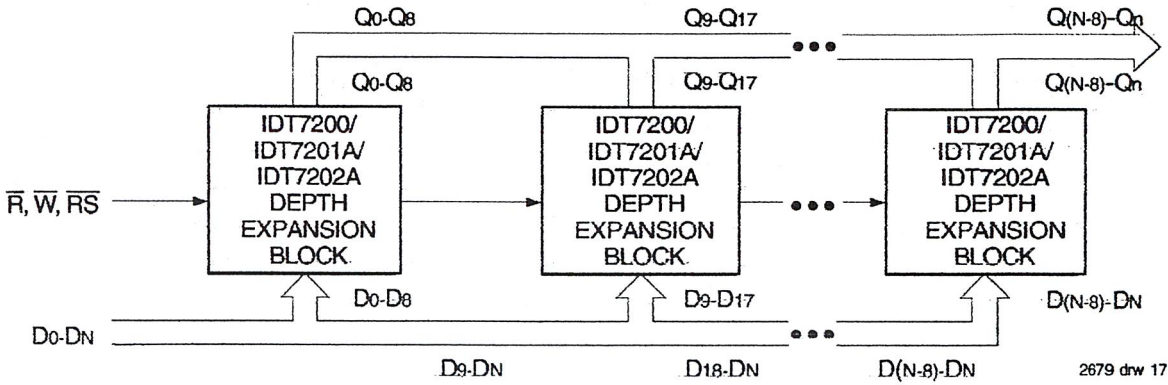 Q0-Q8 Q9-Q17 Q(N-8)-Qn
Q0-Q8 Q9-Q17 Q(N-8)-Qn
IDT7200/
IDT7201A/
IDT7202A
DEPTH
EXPANSION
BLOCK
IDT7200/
IDT7201A/
IDT7202A
DEPTH
EXPANSION
BLOCK
IDT7200/
IDT7201A/
IDT7202A
DEPTH
EXPANSION
BLOCK
R̅, W̅, R̅S̅
D0-D8 D9-D17 D(N-8)-DN
D0-DN
D9-DN D18-DN D(N-8)-DN
2679 drw 17